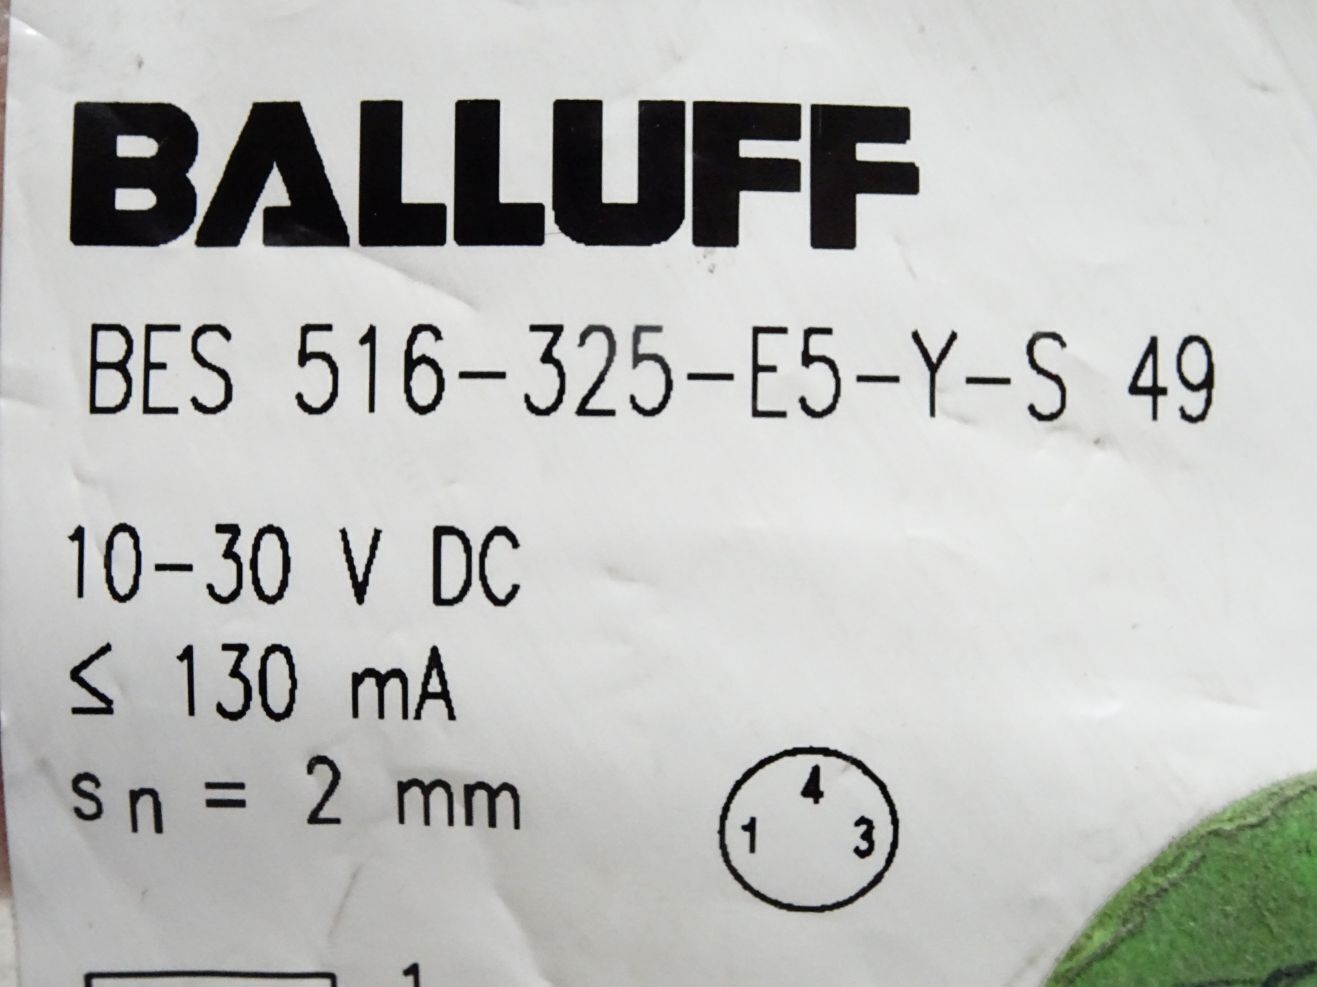 BALLUFF
BES 516-325-E5-Y-S 49
10-30 V DC
≤ 130 mA
sn = 2 mm
4
1 3
1